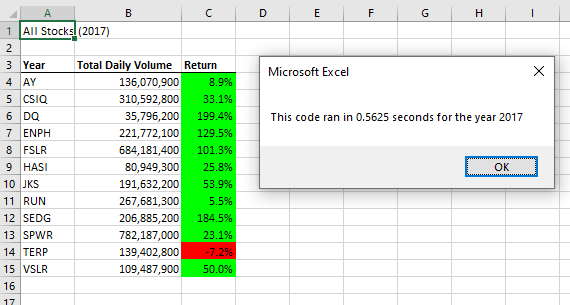 A B C D E F G H I
1 All Stocks (2017)
2
3 Year Total Daily Volume Return
4 AY 136,070,900 8.9%
5 CSIQ 310,592,800 33.1%
6 DQ 35,796,200 199.4%
7 ENPH 221,772,100 129.5%
8 FSLR 684,181,400 101.3%
9 HASI 80,949,300 25.8%
10 JKS 191,632,200 53.9%
11 RUN 267,681,300 5.5%
12 SEDG 206,885,200 184.5%
13 SPWR 782,187,000 23.1%
14 TERP 139,402,800 -7.2%
15 VSLR 109,487,900 50.0%
16
17
Microsoft Excel
This code ran in 0.5625 seconds for the year 2017
OK